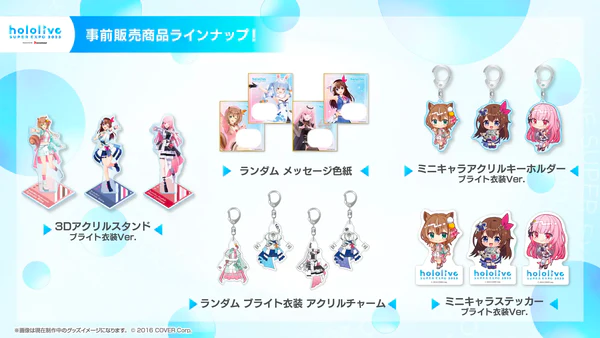 hololive
SUPER EXPO 2022
事前販売商品ラインナップ！
3Dアクリルスタンド
ブライト衣装Ver.
ランダム メッセージ色紙
ミニキャラアクリルキーホルダー
ブライト衣装Ver.
ランダム ブライト衣装 アクリルチャーム
hololive
hololive
hololive
ミニキャラステッカー
ブライト衣装Ver.
※画像は現在制作中のグッズイメージになります。 © 2016 COVER Corp.